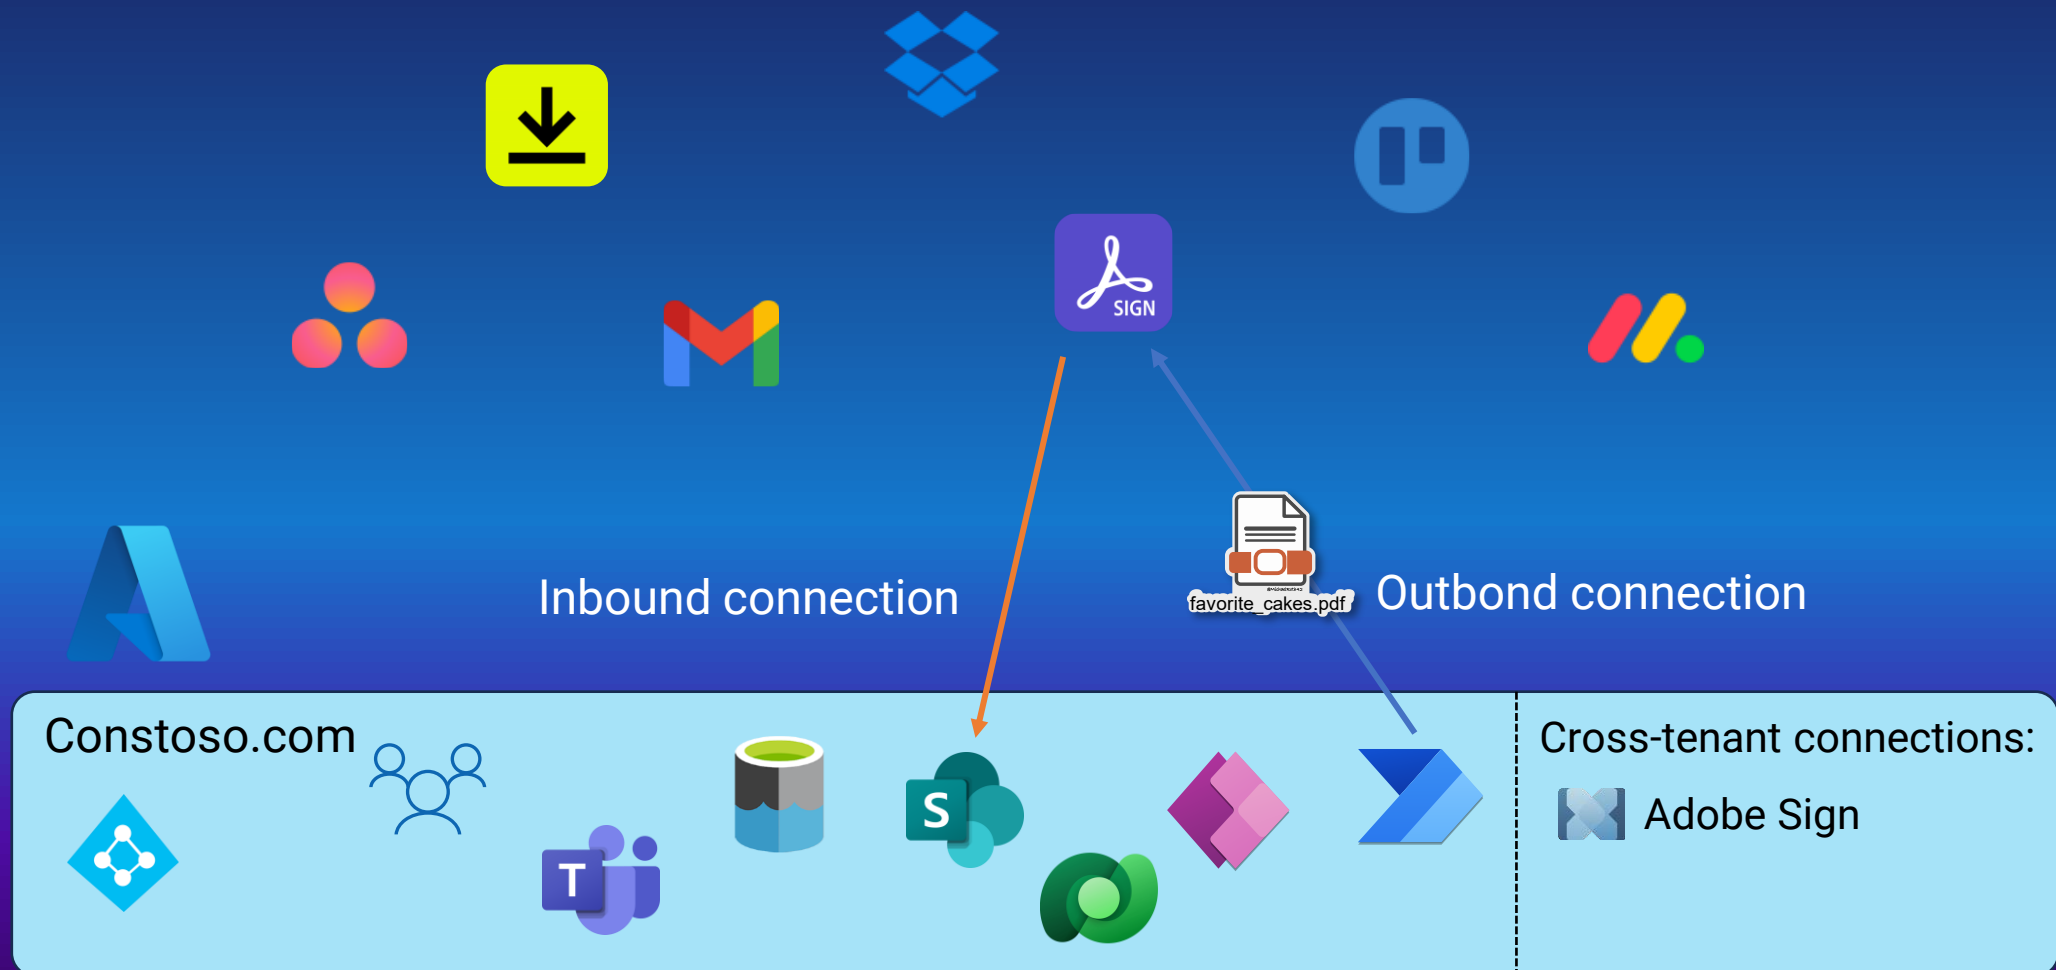 SIGN
Inbound connection
favorite_cakes.pdf
Outbond connection
Constoso.com
T
S
Cross-tenant connections:
Adobe Sign